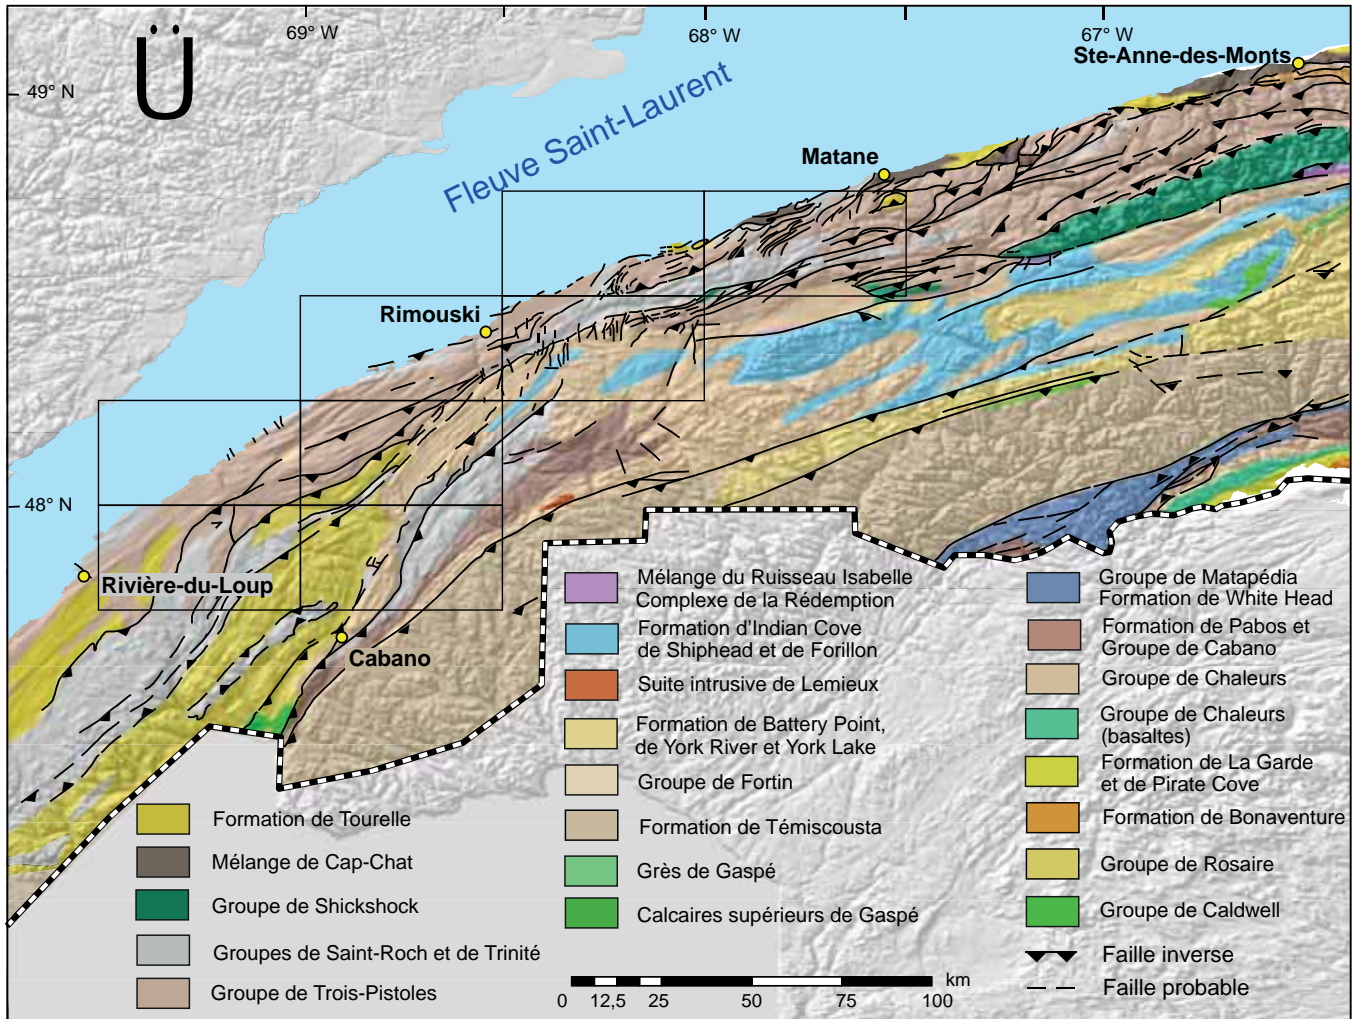 69° W
68° W
67° W
Ü
Ste-Anne-des-Monts
49° N
Fleuve Saint-Laurent
Matane
Rimouski
48° N
Rivière-du-Loup
Cabano
Formation de Tourelle
Mélange de Cap-Chat
Groupe de Shickshock
Groupes de Saint-Roch et de Trinité
Groupe de Trois-Pistoles
Mélange du Ruisseau Isabelle
Complexe de la Rédemption
Formation d'Indian Cove
de Shiphead et de Forillon
Suite intrusive de Lemieux
Formation de Battery Point,
de York River et York Lake
Groupe de Fortin
Formation de Témiscousta
Grès de Gaspé
Calcaires supérieurs de Gaspé
Groupe de Matapédia
Formation de White Head
Formation de Pabos et
Groupe de Cabano
Groupe de Chaleurs
Groupe de Chaleurs
(basaltes)
Formation de La Garde
et de Pirate Cove
Formation de Bonaventure
Groupe de Rosaire
Groupe de Caldwell
Faille inverse
Faille probable
km
0 12,5 25 50 75 100